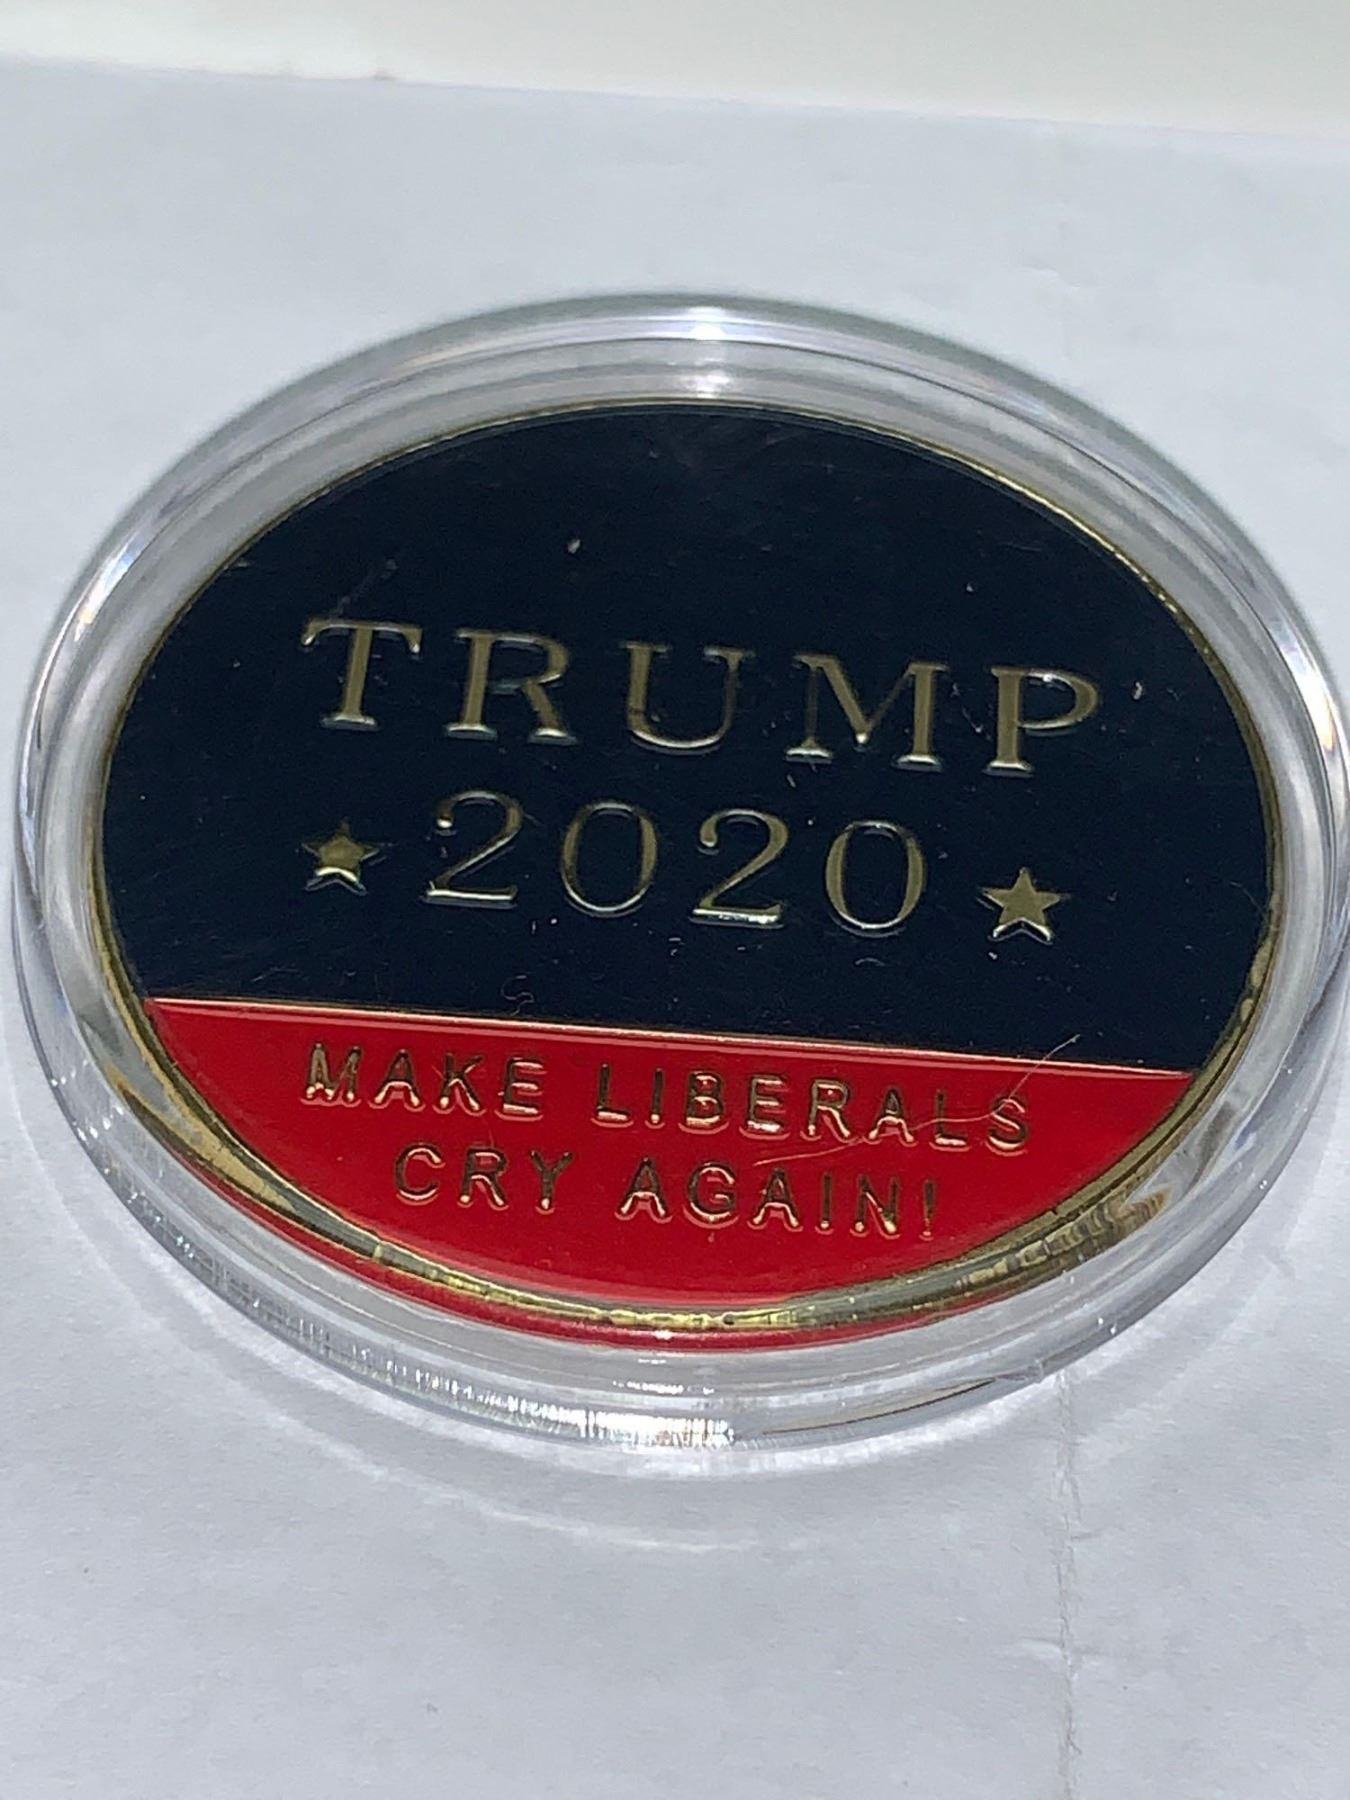 TRUMP
2020
MAKE LIBERALS
CRY AGAIN!